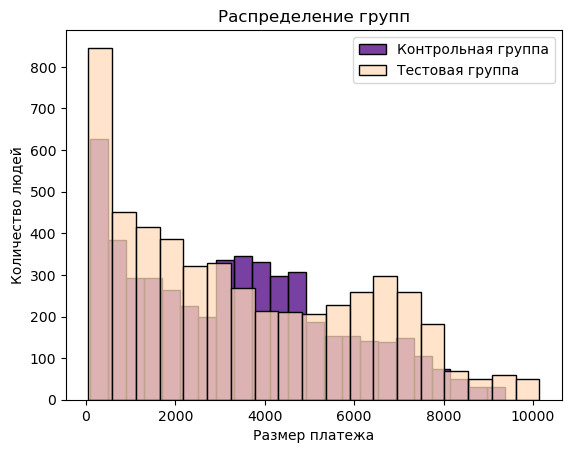 Распределение групп
Контрольная группа
Тестовая группа
Количество людей
800
700
600
500
400
300
200
100
0
0 2000 4000 6000 8000 10000
Размер платежа